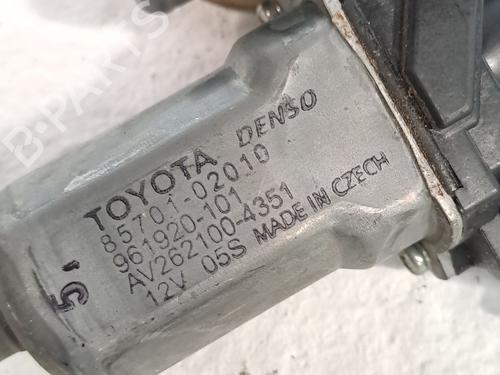 TOYOTA DENSO
85701-02010
961920-101
AV262100-4351
12V 05S MADE IN CZECH
5.
B-PARTS